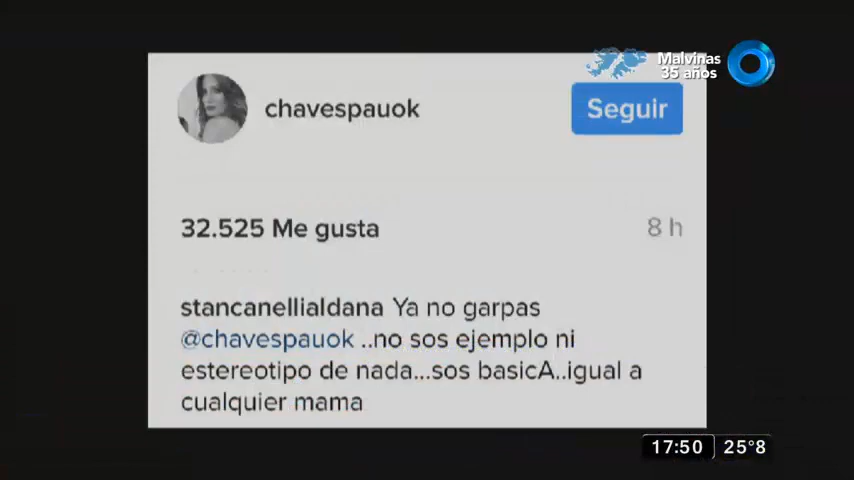 Malvinas
35 años
chavespauok
Seguir
32.525 Me gusta
8 h
stancanellialdana Ya no garpas
@chavespauok ..no sos ejemplo ni
estereotipo de nada...sos basicA..igual a
cualquier mama
17:50 25°8